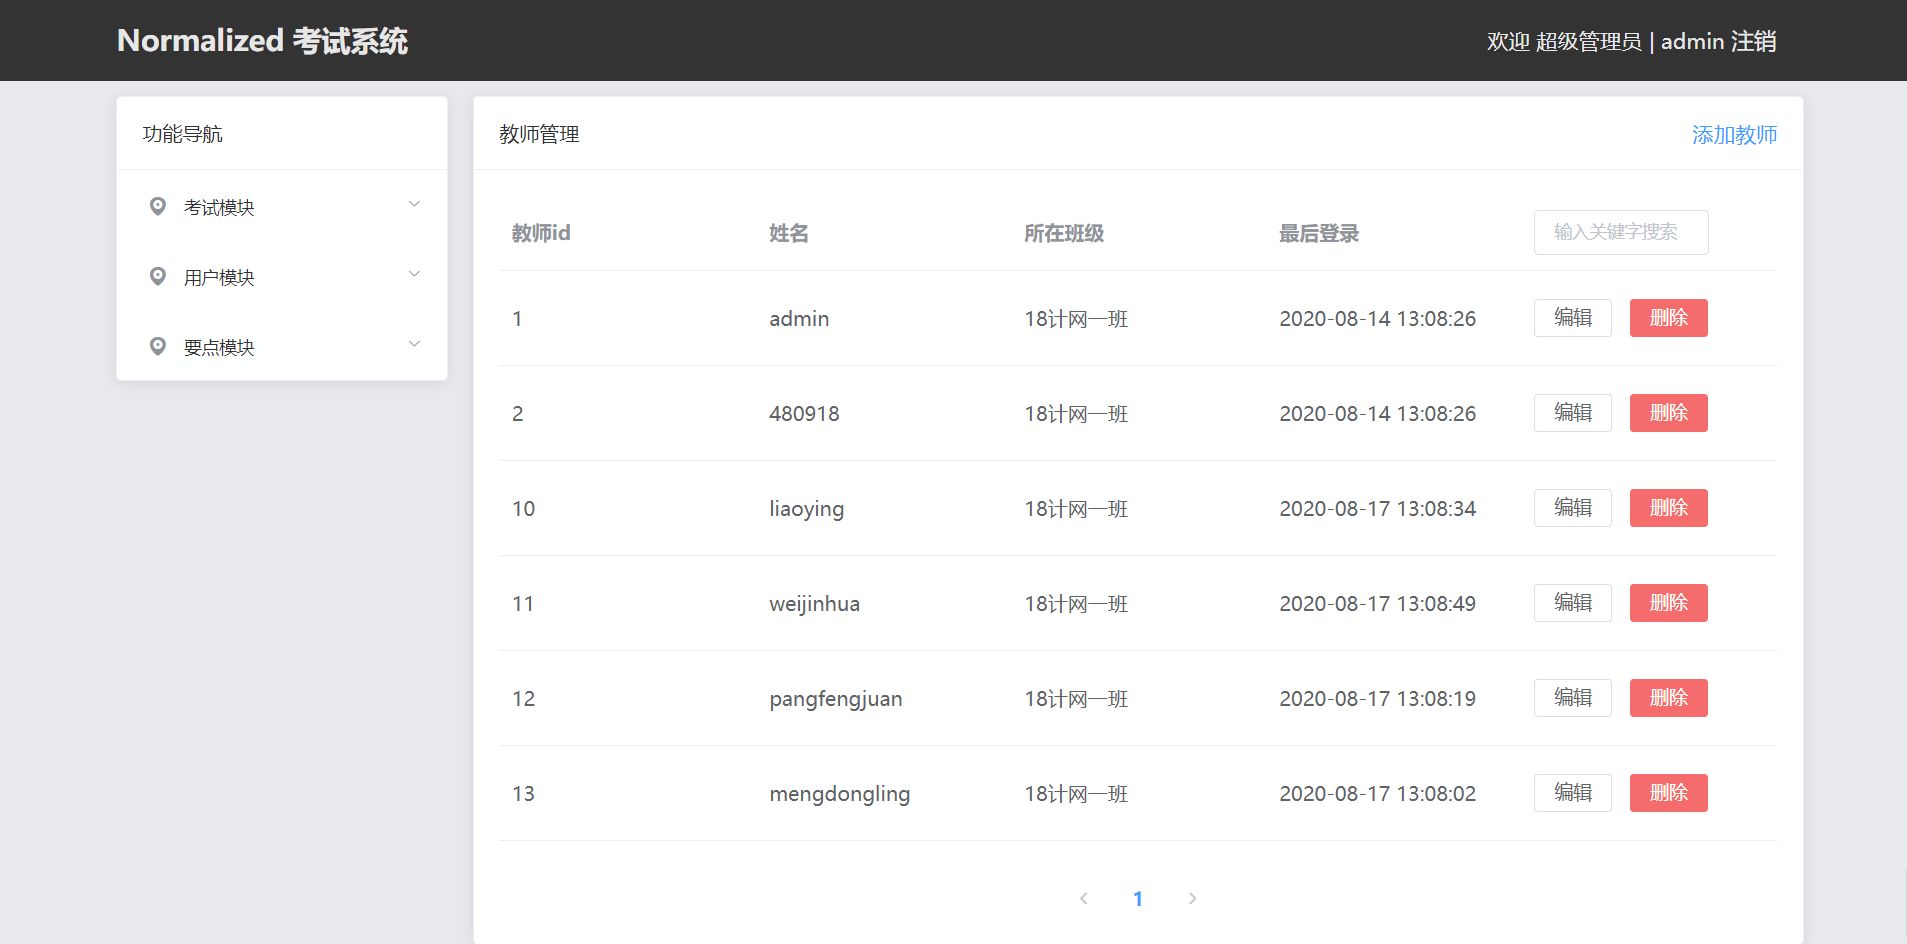 Normalized 考试系统
欢迎 超级管理员 | admin 注销
功能导航
考试模块
用户模块
要点模块
教师管理
添加教师
教师id 姓名 所在班级 最后登录 输入关键字搜索
1 admin 18计网一班 2020-08-14 13:08:26 编辑 删除
2 480918 18计网一班 2020-08-14 13:08:26 编辑 删除
10 liaoying 18计网一班 2020-08-17 13:08:34 编辑 删除
11 weijinhua 18计网一班 2020-08-17 13:08:49 编辑 删除
12 pangfengjuan 18计网一班 2020-08-17 13:08:19 编辑 删除
13 mengdongling 18计网一班 2020-08-17 13:08:02 编辑 删除
1